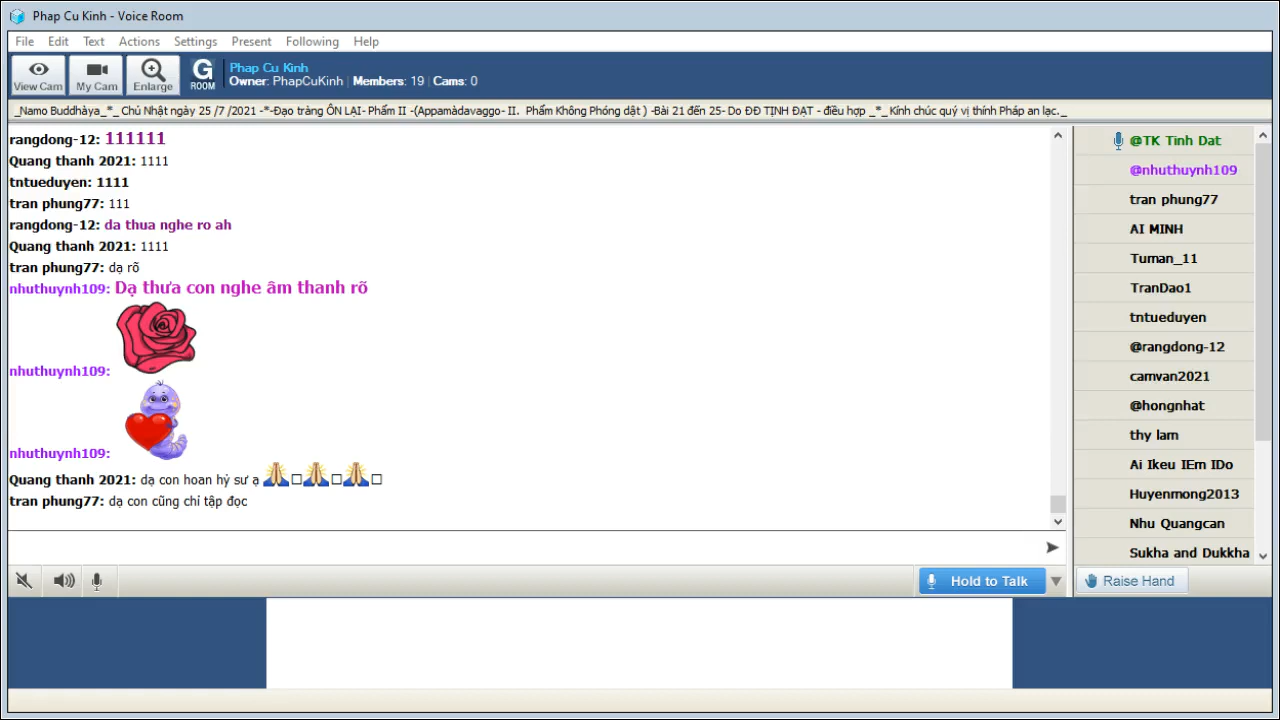 Phap Cu Kinh - Voice Room
File Edit Text Actions Settings Present Following Help
View Cam My Cam Enlarge G ROOM
Phap Cu Kinh
Owner: PhapCuKinh | Members: 19 | Cams: 0
_Namo Buddhàya_*_ Chủ Nhật ngày 25 /7 /2021 -*-Đạo tràng ÔN LẠI- Phẩm II -(Appamàdavaggo- II. Phẩm Không Phóng dật ) -Bài 21 đến 25- Do ĐĐ TỊNH ĐẠT - điều hợp _*_ Kính chúc quý vị thính Pháp an lạc._
rangdong-12: 111111
Quang thanh 2021: 1111
tntueduyen: 1111
tran phung77: 111
rangdong-12: da thua nghe ro ah
Quang thanh 2021: 1111
tran phung77: dạ rõ
nhuthuynh109: Dạ thưa con nghe âm thanh rõ
nhuthuynh109:
nhuthuynh109:
Quang thanh 2021: dạ con hoan hỷ sư ạ 🙏□🙏□🙏□
tran phung77: dạ con cũng chỉ tập đọc
@TK Tinh Dat
@nhuthuynh109
tran phung77
AI MINH
Tuman_11
TranDao1
tntueduyen
@rangdong-12
camvan2021
@hongnhat
thy lam
Ai Ikeu IEm IDo
Huyenmong2013
Nhu Quangcan
Sukha and Dukkha
Hold to Talk
Raise Hand